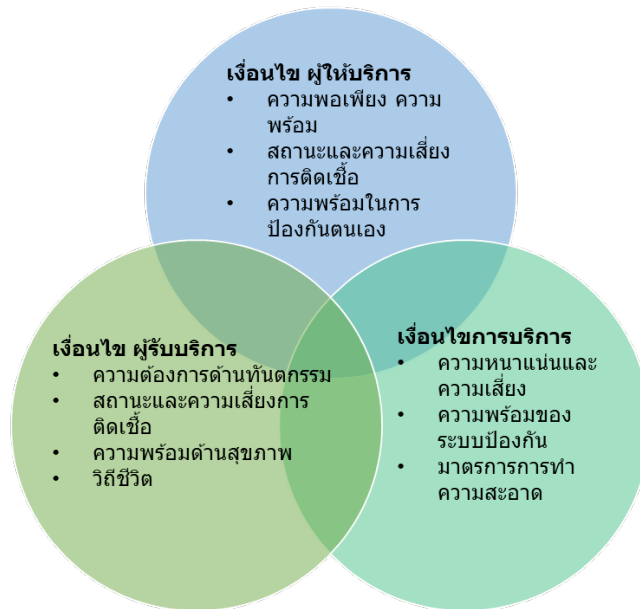 เงื่อนไข ผู้ให้บริการ
• ความพอเพียง ความ
พร้อม
• สถานะและความเสี่ยง
การติดเชื้อ
• ความพร้อมในการ
ป้องกันตนเอง
เงื่อนไข ผู้รับบริการ
• ความต้องการด้านทันตกรรม
• สถานะและความเสี่ยงการ
ติดเชื้อ
• ความพร้อมด้านสุขภาพ
• วิถีชีวิต
เงื่อนไขการบริการ
• ความหนาแน่นและ
ความเสี่ยง
• ความพร้อมของ
ระบบป้องกัน
• มาตรการการทำ
ความสะอาด